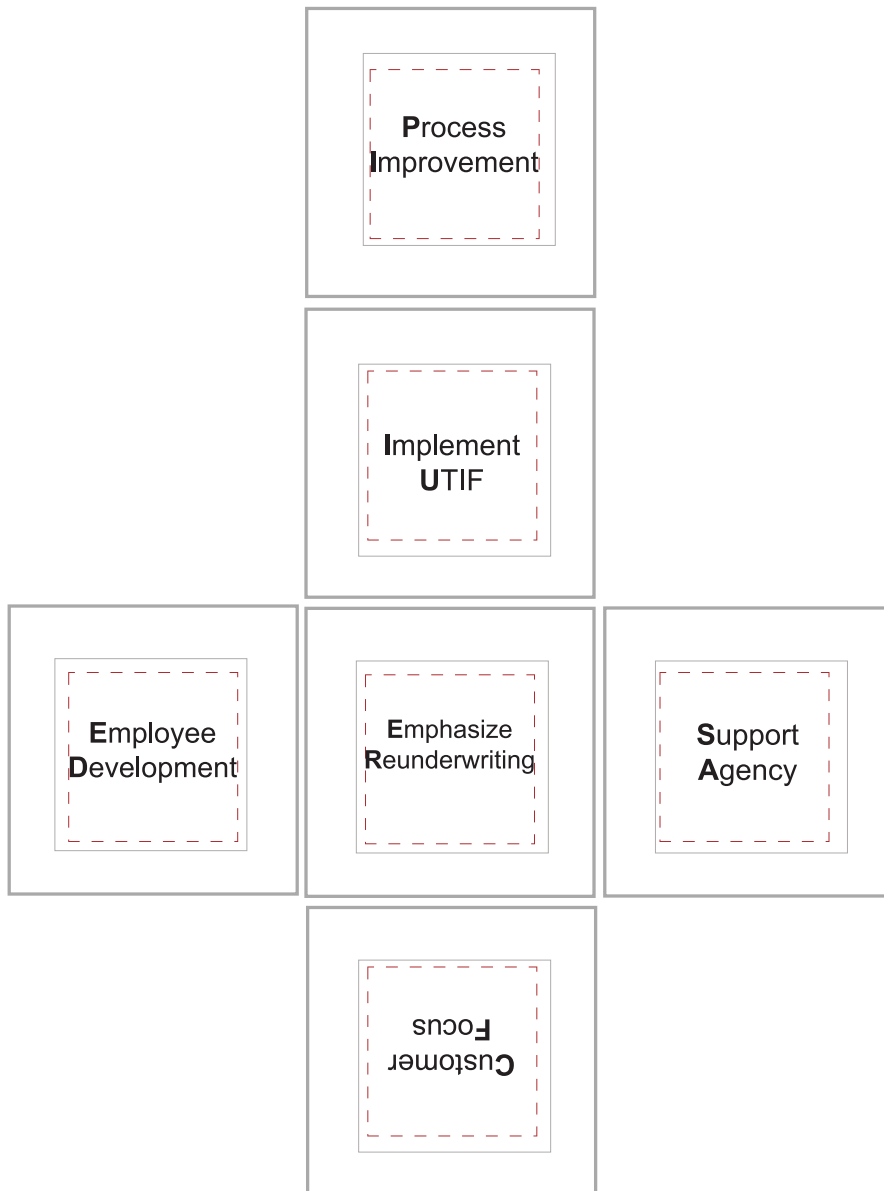 Process
Improvement
Implement
UTIF
Employee
Development
Emphasize
Reunderwriting
Support
Agency
Customer
Focus